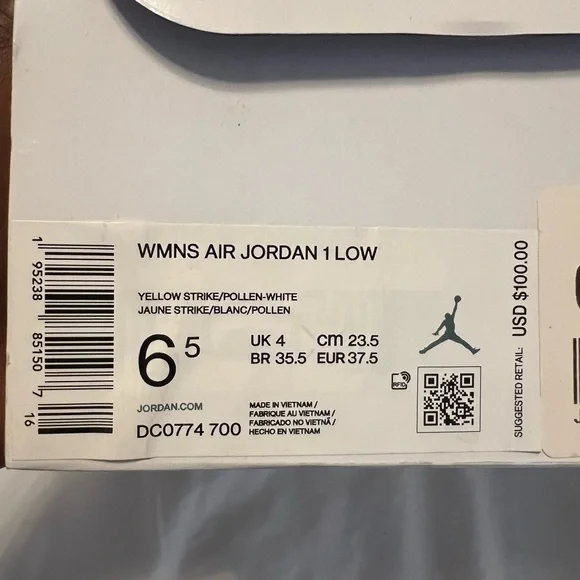 WMNS AIR JORDAN 1 LOW
YELLOW STRIKE/POLLEN-WHITE
JAUNE STRIKE/BLANC/POLLEN
6 5
UK 4 cm 23.5
BR 35.5 EUR 37.5
RFID
JORDAN.COM
DC0774 700
MADE IN VIETNAM /
FABRIQUE AU VIETNAM /
FABRICADO NO VIETNÃ /
HECHO EN VIETNAM
1 95238 85150 7 16
SUGGESTED RETAIL: USD $100.00